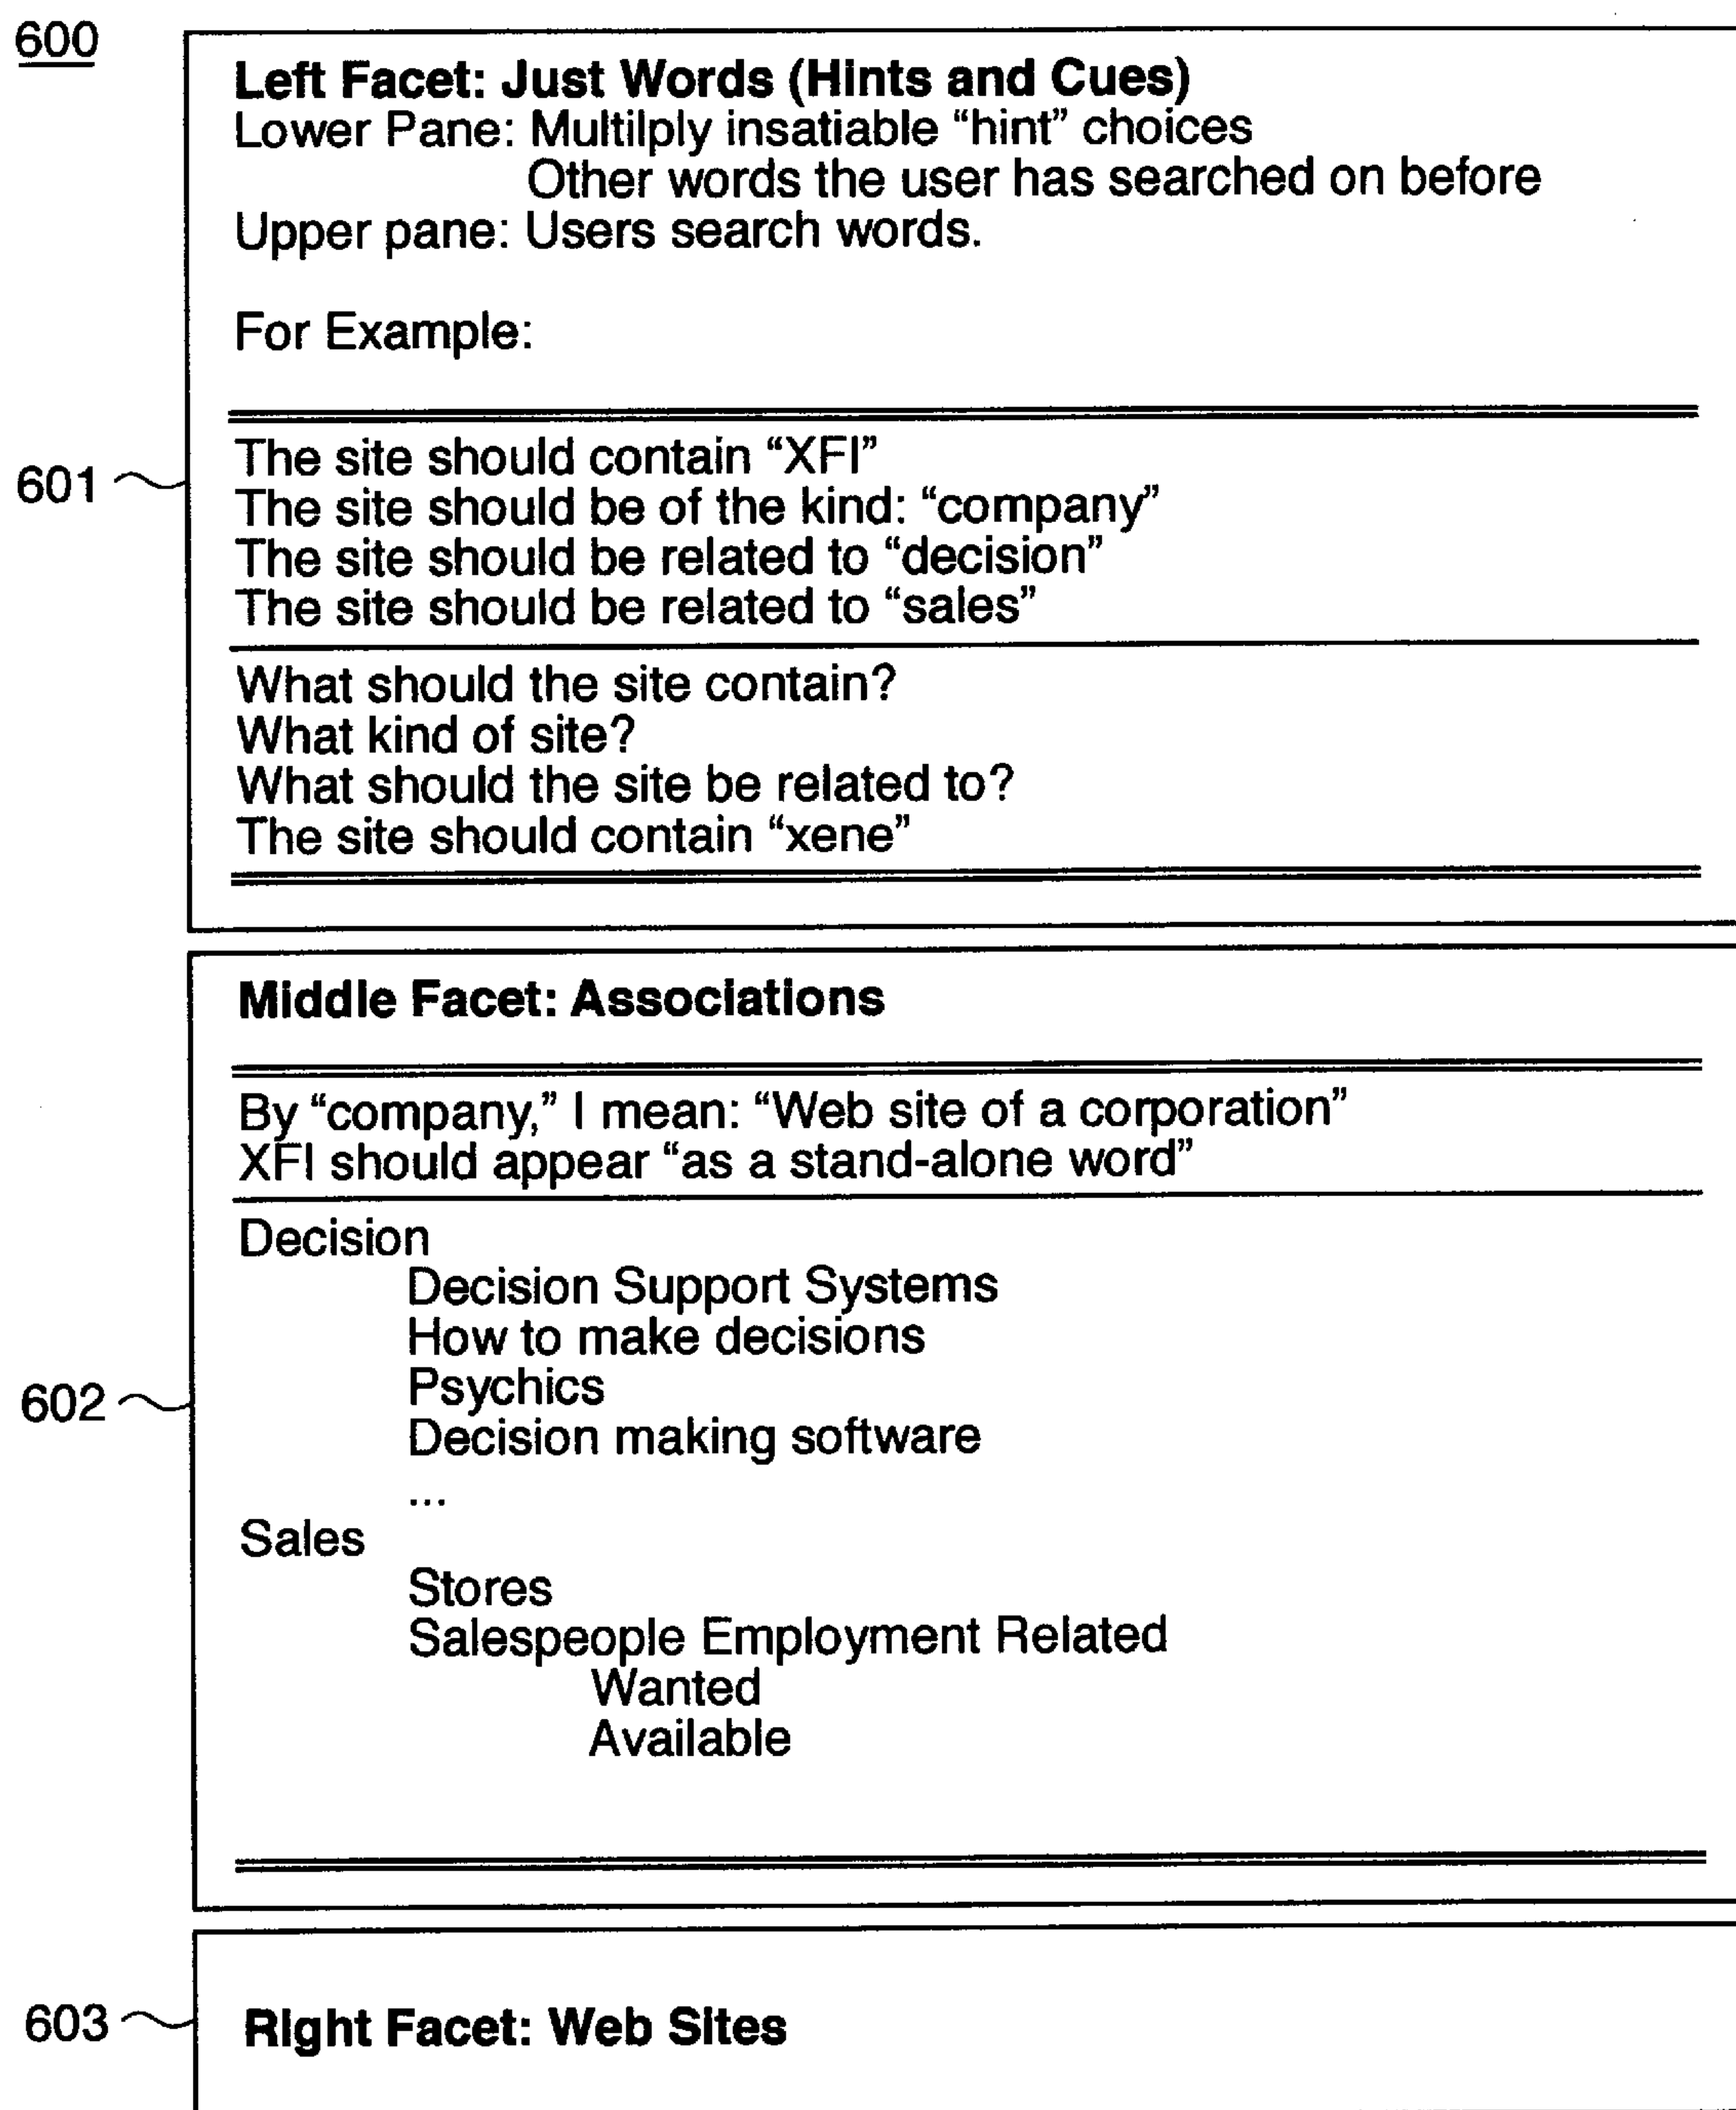 600
Left Facet: Just Words (Hints and Cues)
Lower Pane: Multilply insatiable “hint” choices
Other words the user has searched on before
Upper pane: Users search words.
For Example:
601
The site should contain “XFI”
The site should be of the kind: “company”
The site should be related to “decision”
The site should be related to “sales”
What should the site contain?
What kind of site?
What should the site be related to?
The site should contain “xene”
Middle Facet: Associations
By “company,” I mean: “Web site of a corporation”
XFI should appear “as a stand-alone word”
602
Decision
Decision Support Systems
How to make decisions
Psychics
Decision making software
...
Sales
Stores
Salespeople Employment Related
Wanted
Available
603
Right Facet: Web Sites